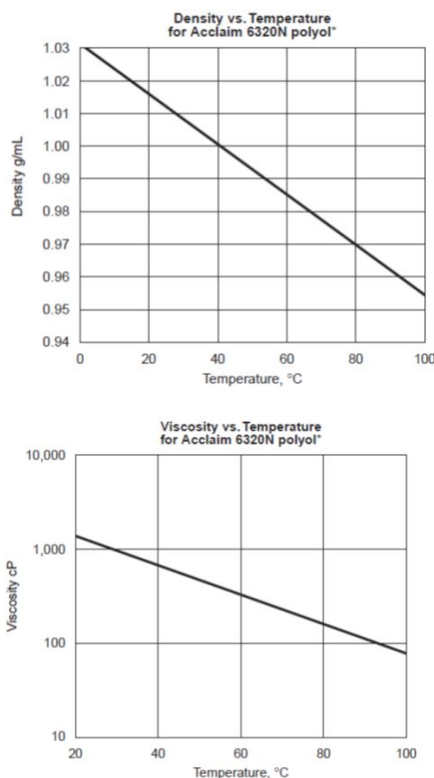 Density vs. Temperature
for Acclaim 6320N polyol*
1.03
1.02
1.01
1.00
0.99
0.98
0.97
0.96
0.95
0.94
Density g/mL
0 20 40 60 80 100
Temperature, °C
Viscosity vs. Temperature
for Acclaim 6320N polyol*
10,000
1,000
100
10
Viscosity cP
20 40 60 80 100
Temperature, °C